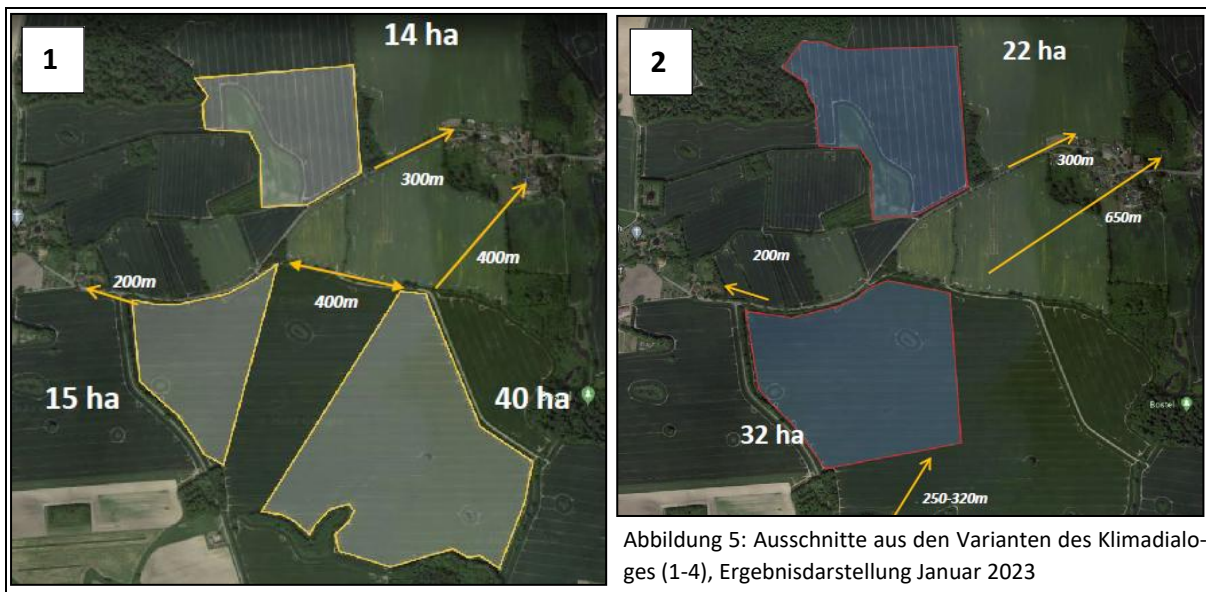 1
14 ha
300m
400m
200m
400m
15 ha
40 ha
2
22 ha
300m
650m
200m
32 ha
250-320m
Abbildung 5: Ausschnitte aus den Varianten des Klimadialo-
ges (1-4), Ergebnisdarstellung Januar 2023